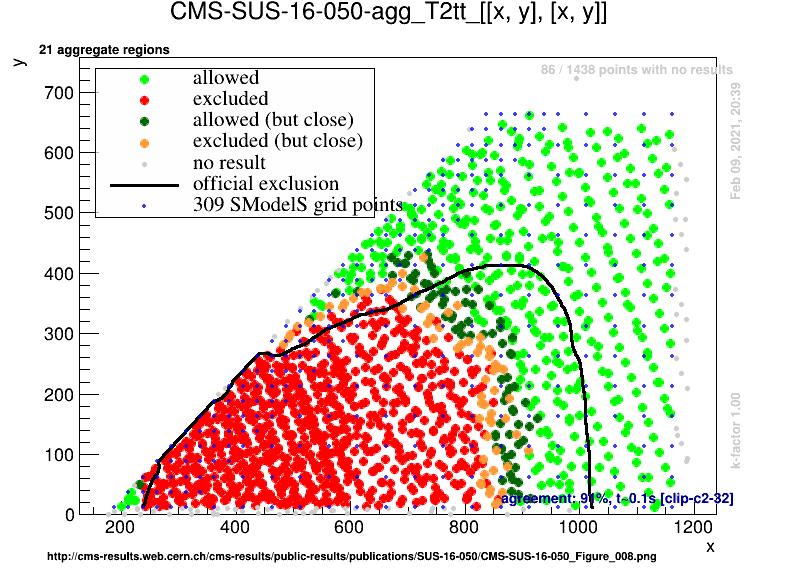 CMS-SUS-16-050-agg_T2tt_[[x, y], [x, y]]
21 aggregate regions
y
86 / 1438 points with no results
allowed
excluded
allowed (but close)
excluded (but close)
no result
official exclusion
309 SModelS grid points
Feb 09, 2021, 20:39
k-factor 1.00
700
600
500
400
300
200
100
0
agreement: 91%, t~0.1s [clip-c2-32]
200
400
600
800
1000
1200
x
http://cms-results.web.cern.ch/cms-results/public-results/publications/SUS-16-050/CMS-SUS-16-050_Figure_008.png